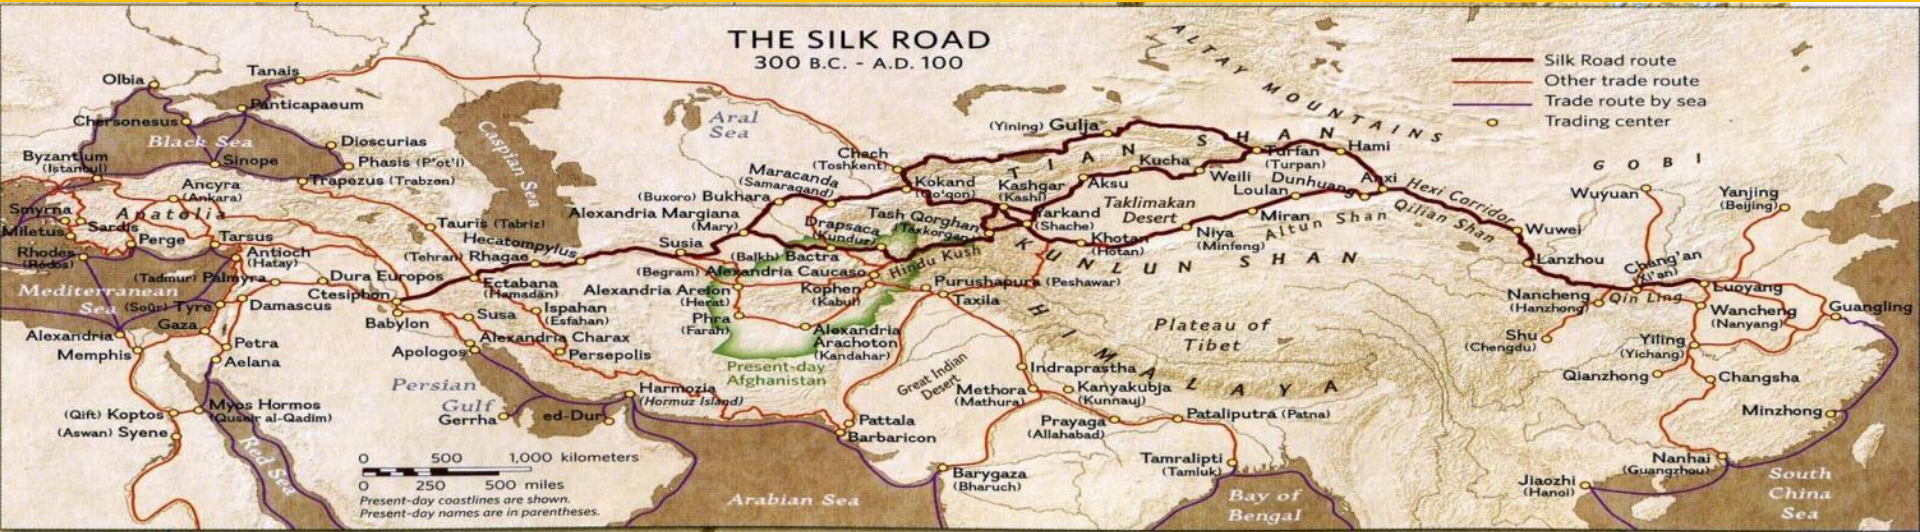 THE SILK ROAD
300 B.C. - A.D. 100
Silk Road route
Other trade route
Trade route by sea
Trading center
ALTAY MOUNTAINS
GOBI
TIAN SHAN
Olbia
Tanais
Panticapaeum
Chersonesus
Black Sea
Dioscurias
Phasis (P'ot'i)
Sinope
Trapezus (Trabzon)
Byzantium
(Istanbul)
Ancyra
(Ankara)
Anatolia
Smyrna
Miletus
Sardis
Perge
Tarsus
Rhodes
(Ródos)
Antioch
(Hatay)
(Tadmur) Palmyra
Mediterranean
Sea
(Soûr) Tyre
Damascus
Gaza
Alexandria
Memphis
Petra
Aelana
(Qift) Koptos
(Aswan) Syene
Myos Hormos
(Quseir al-Qadim)
Red Sea
Caspian Sea
Aral
Sea
Tauris (Tabriz)
Hecatompylus
(Tehran) Rhagae
Dura Europos
Ctesiphon
Babylon
Ectabana
(Hamadan)
Susa
Ispahan
(Esfahan)
Alexandria Charax
Apologos
Persepolis
Persian
Gulf
Gerrha
ed-Dur
Harmozia
(Hormuz Island)
Chach
(Toshkent)
Maracanda
(Samaraqand)
(Buxoro) Bukhara
Alexandria Margiana
(Mary)
Susia
Drapsaca
(Kunduz)
(Balkh) Bactra
(Begram) Alexandria Caucaso
Hindu Kush
Alexandria Areion
(Herat)
Kophen
(Kabul)
Phra
(Farah)
Alexandria
Arachoton
(Kandahar)
Present-day
Afghanistan
Kokand
(Qo'qon)
Tash Qorghan
(Taxkorgan)
Kashgar
(Kashi)
Yarkand
(Shache)
(Yining) Gulja
Aksu
Kucha
Weili
Turfan
(Turpan)
Hami
Loulan
Dunhuang
Anxi
Taklimakan
Desert
Khotan
(Hotan)
Niya
(Minfeng)
Miran
Altun Shan
Qilian Shan
Hexi Corridor
KUNLUN SHAN
Purushapura (Peshawar)
Taxila
HIMALAYA
Plateau of
Tibet
Great Indian
Desert
Indraprastha
Methora
(Mathura)
Kanyakubja
(Kunnauj)
Prayaga
(Allahabad)
Pataliputra (Patna)
Tamralipti
(Tamluk)
Pattala
Barbaricon
Barygaza
(Bharuch)
Arabian Sea
Bay of
Bengal
Wuyuan
Yanjing
(Beijing)
Wuwei
Lanzhou
Chang'an
(Xi'an)
Luoyang
Qin Ling
Nancheng
(Hanzhong)
Wancheng
(Nanyang)
Guangling
Shu
(Chengdu)
Yiling
(Yichang)
Qianzhong
Changsha
Minzhong
Nanhai
(Guangzhou)
Jiaozhi
(Hanoi)
South
China
Sea
0 500 1,000 kilometers
0 250 500 miles
Present-day coastlines are shown.
Present-day names are in parentheses.